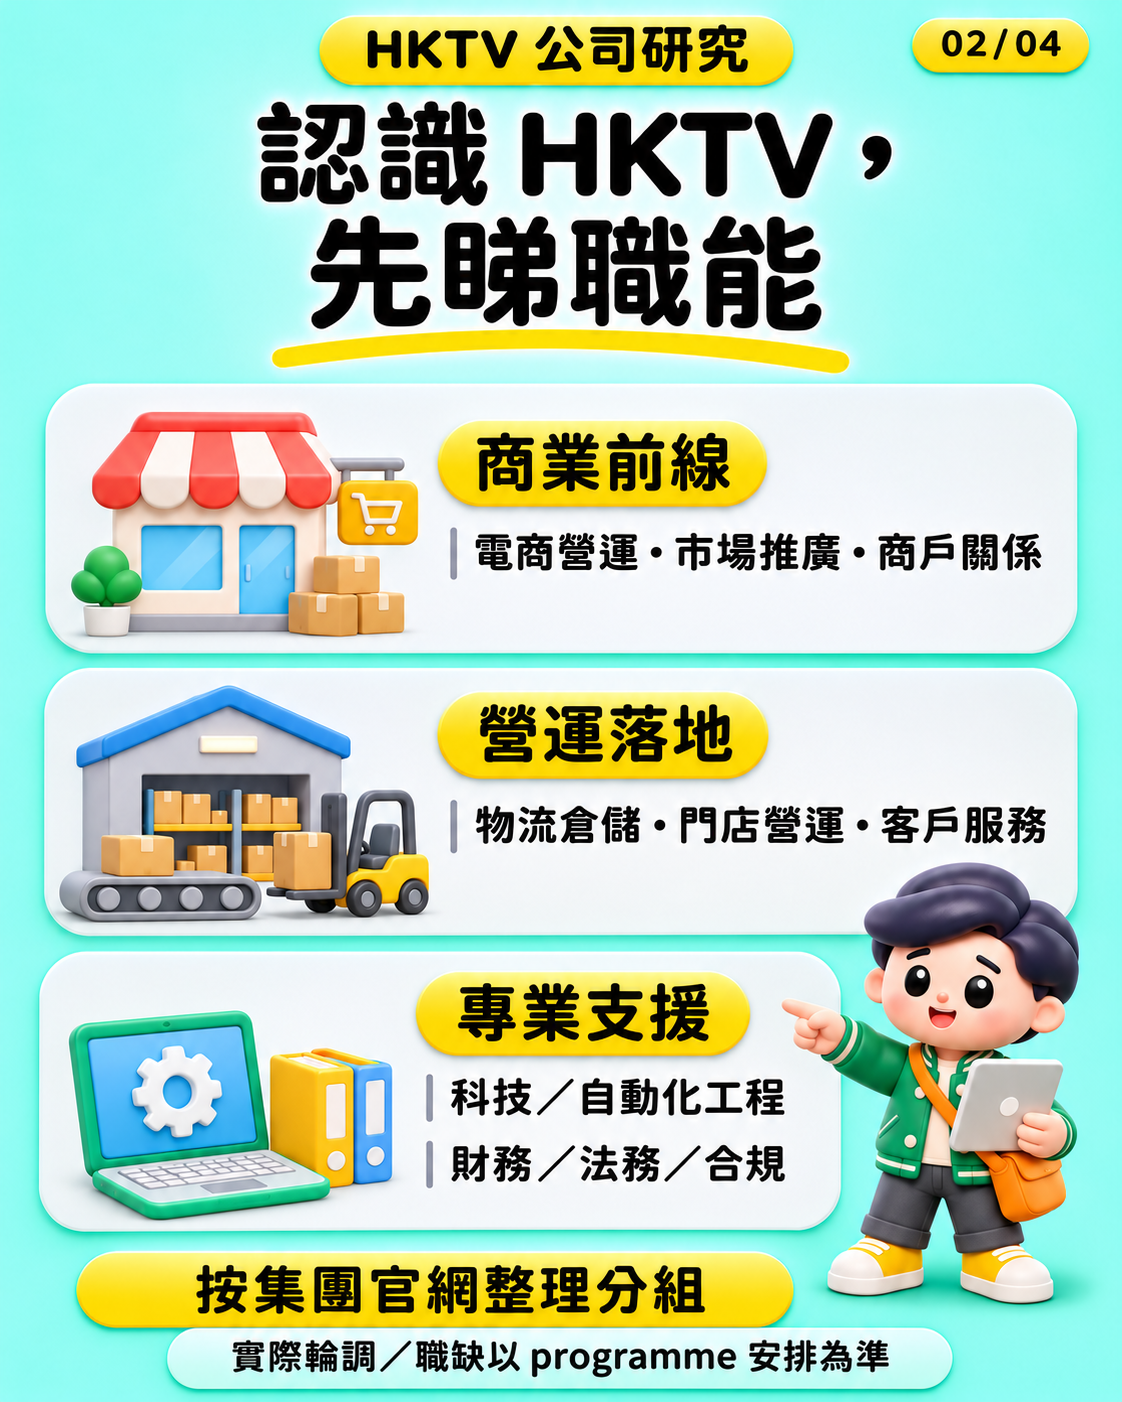 HKTV 公司研究
02/04
認識 HKTV，
先睇職能
商業前線
電商營運•市場推廣•商戶關係
營運落地
物流倉儲•門店營運•客戶服務
專業支援
科技／自動化工程
財務／法務／合規
按集團官網整理分組
實際輪調／職缺以 programme 安排為準